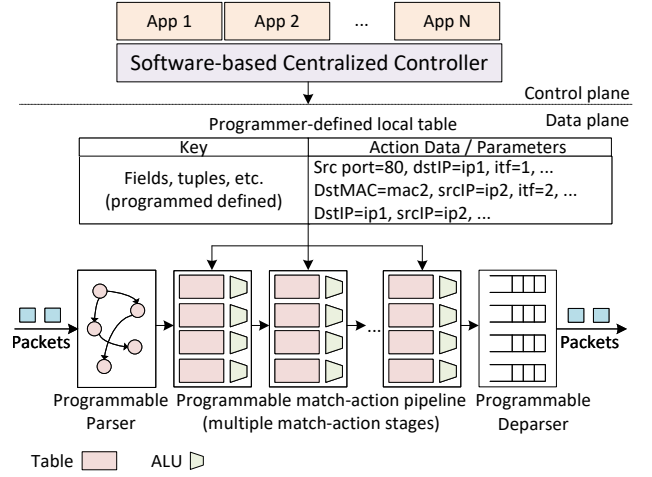 App 1
App 2
...
App N
Software-based Centralized Controller
Control plane
Data plane
Programmer-defined local table
Key
Action Data / Parameters
Fields, tuples, etc.
(programmed defined)
Src port=80, dstIP=ip1, itf=1, ...
DstMAC=mac2, srcIP=ip2, itf=2, ...
DstIP=ip1, srcIP=ip2, ...
Packets
...
Packets
Programmable
Parser
Programmable match-action pipeline
(multiple match-action stages)
Programmable
Deparser
Table
ALU